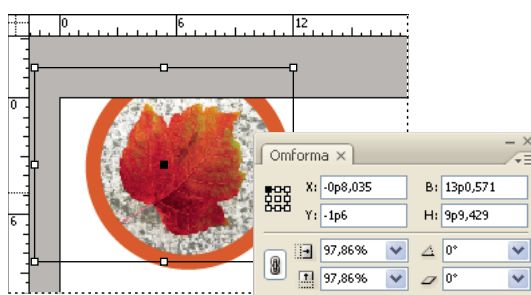 0 6 12
0
6
Omforma ×
X: -0p8,035 B: 13p0,571
Y: -1p6 H: 9p9,429
97,86% 0°
97,86% 0°